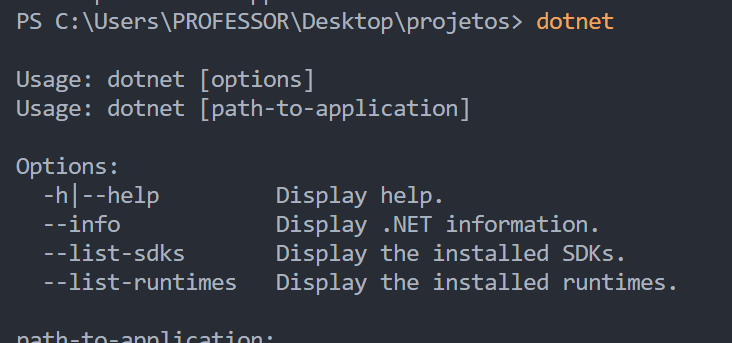 PS C:\Users\PROFESSOR\Desktop\projetos> dotnet
Usage: dotnet [options]
Usage: dotnet [path-to-application]
Options:
-h|--help Display help.
--info Display .NET information.
--list-sdks Display the installed SDKs.
--list-runtimes Display the installed runtimes.
path-to-application: